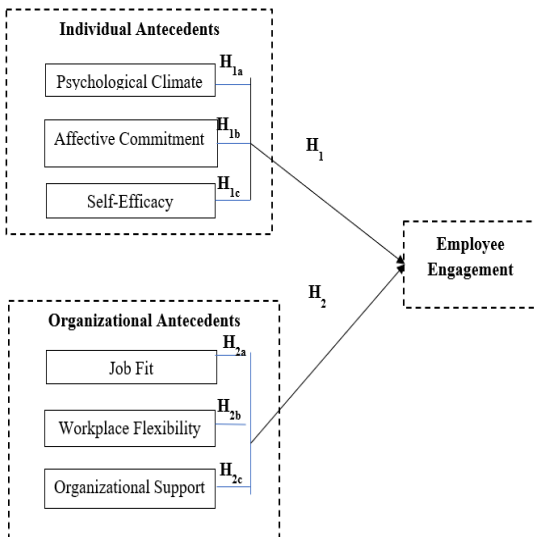 Individual Antecedents
H1a
Psychological Climate
H1b
Affective Commitment
H1
H1c
Self-Efficacy
Employee
Engagement
H2
Organizational Antecedents
H2a
Job Fit
H2b
Workplace Flexibility
H2c
Organizational Support